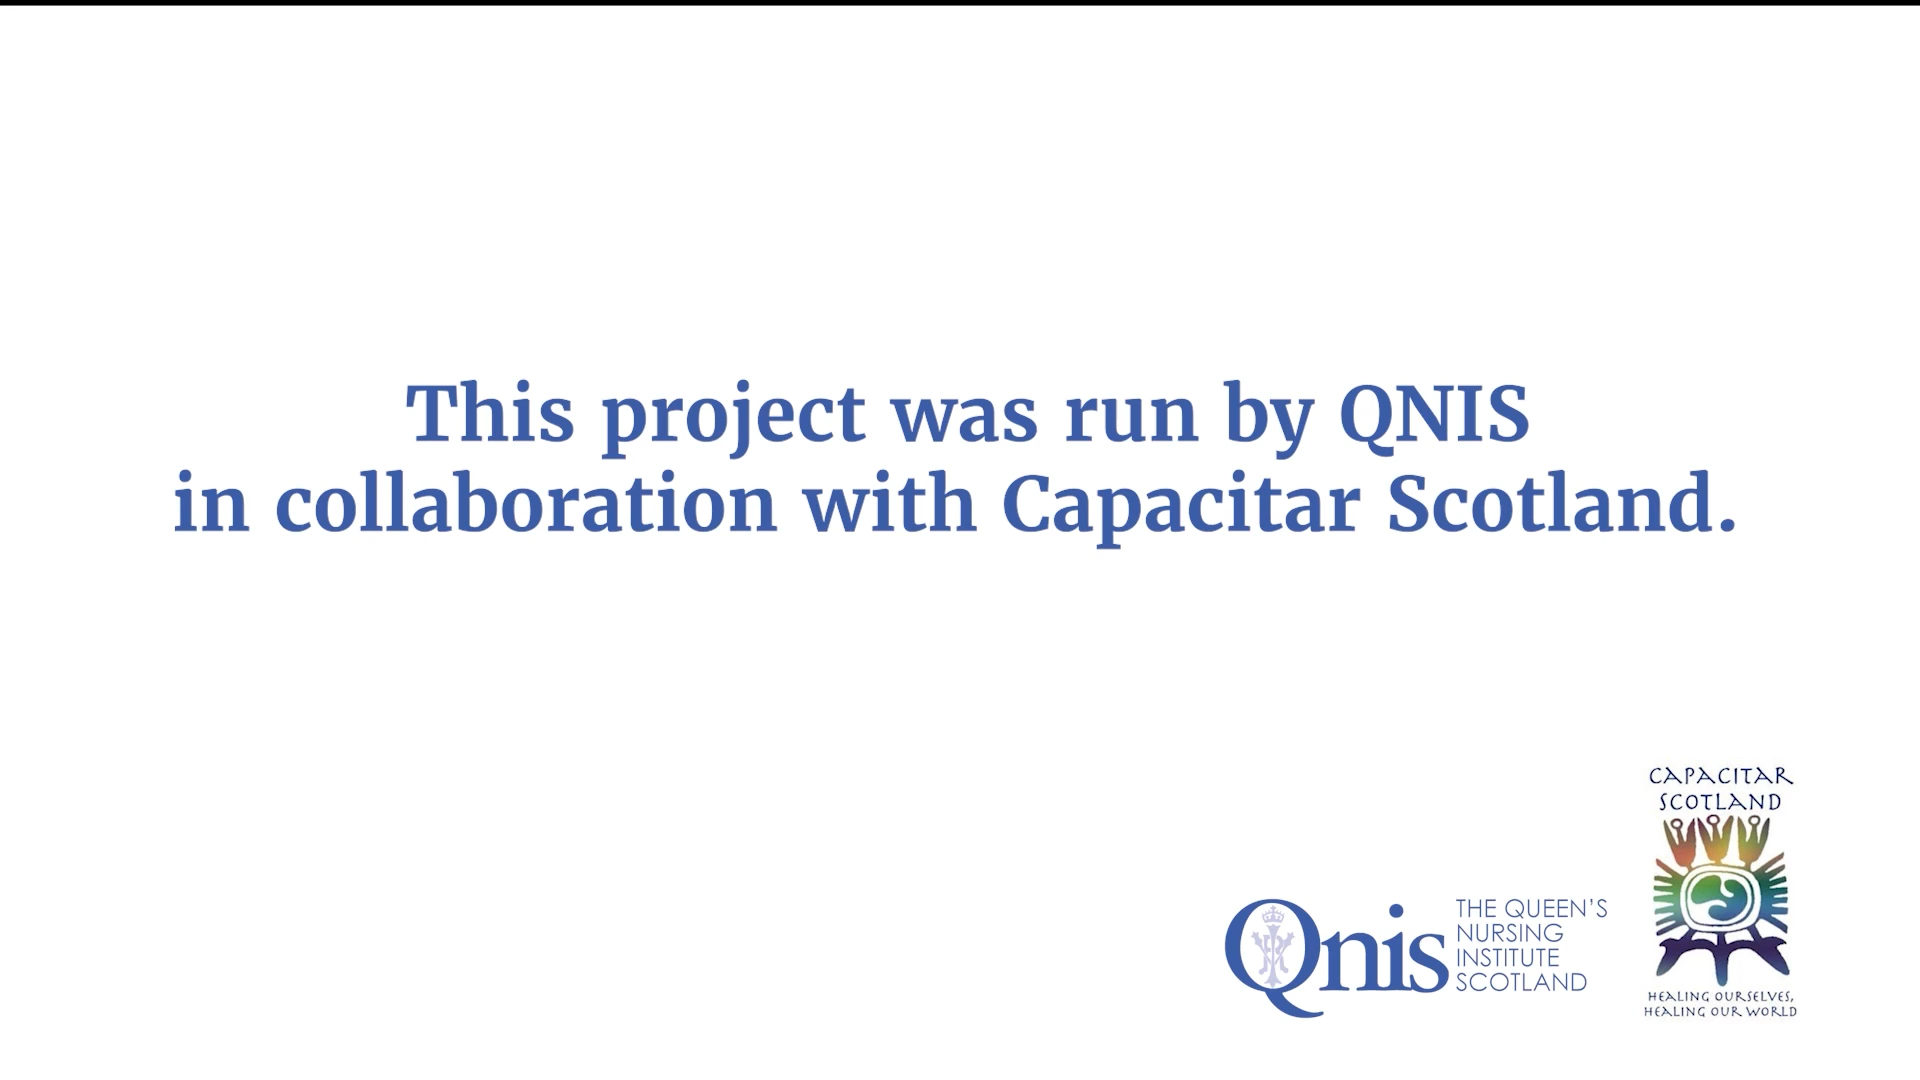 This project was run by QNIS
in collaboration with Capacitar Scotland.
CAPACITAR
SCOTLAND
Qnis
THE QUEEN'S
NURSING
INSTITUTE
SCOTLAND
HEALING OURSELVES,
HEALING OUR WORLD